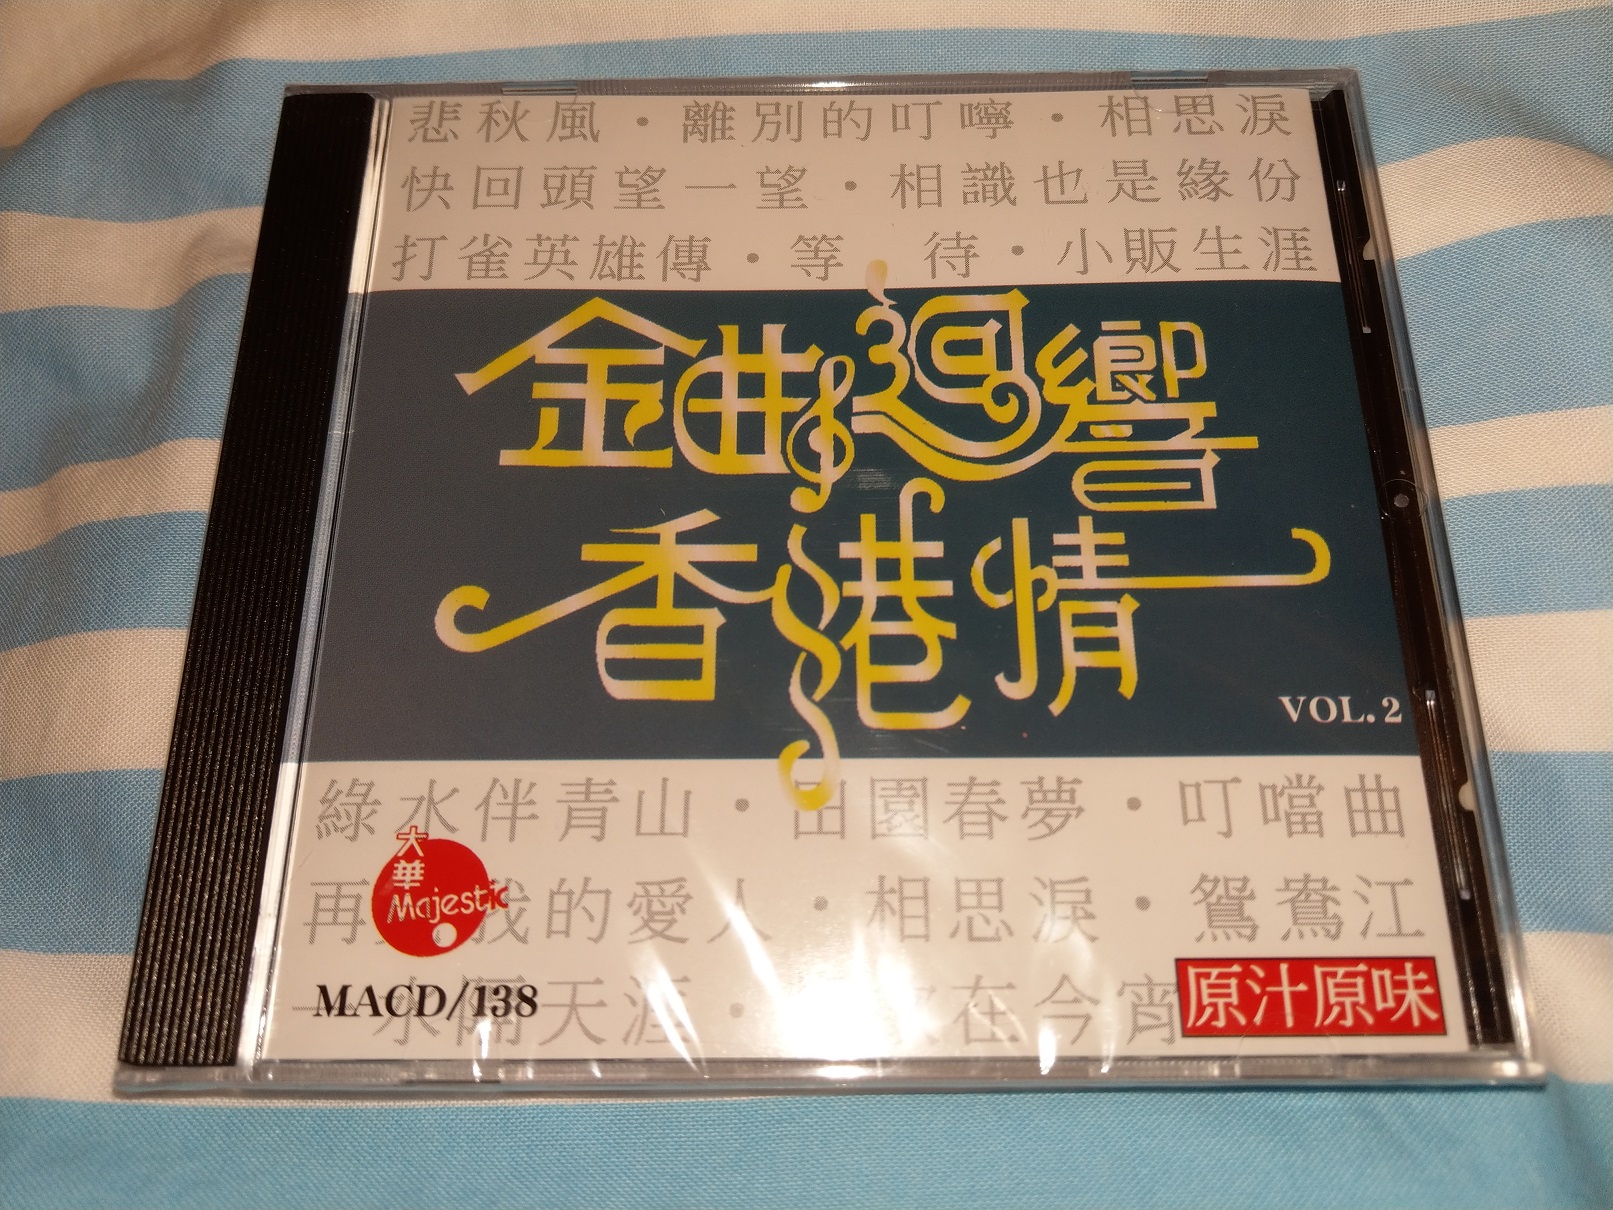 悲秋風・離別的叮嚀・相思淚
快回頭望一望・相識也是緣份
打雀英雄傳・等 待・小販生涯
金曲迴響
香港情
VOL.2
綠水伴青山・田園春夢・叮噹曲
大華
Majestic
再 我的愛人・相思淚・鴛鴦江
MACD/138
水隔天涯・ 在今宵
原汁原味